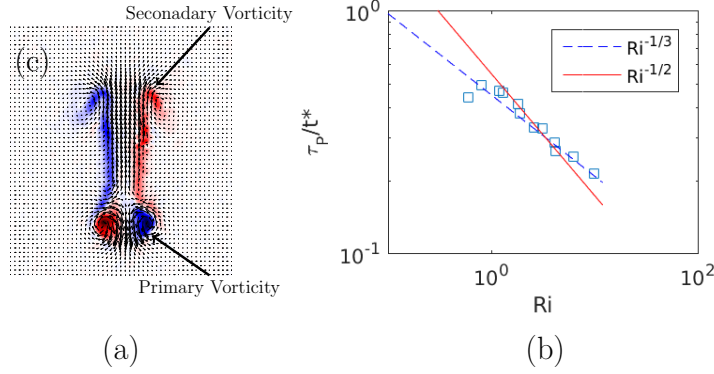 Seconadary Vorticity
(c)
Primary Vorticity
(a)
τ_P/t*
10^0
10^-1
Ri^-1/3
Ri^-1/2
10^0
10^2
Ri
(b)